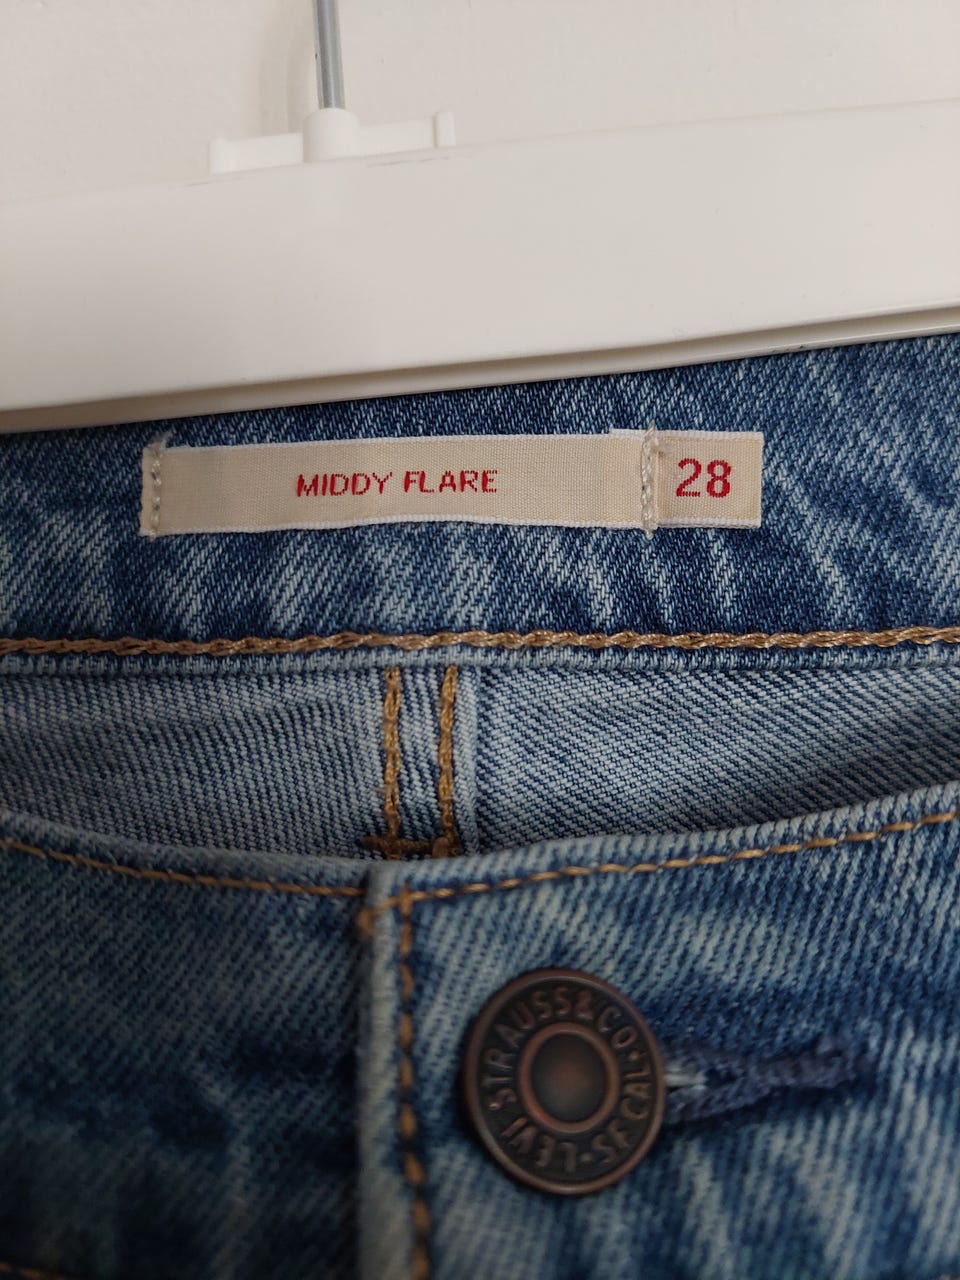 MIDDY FLARE
28
LEVI STRAUSS & CO • S.F. CAL •